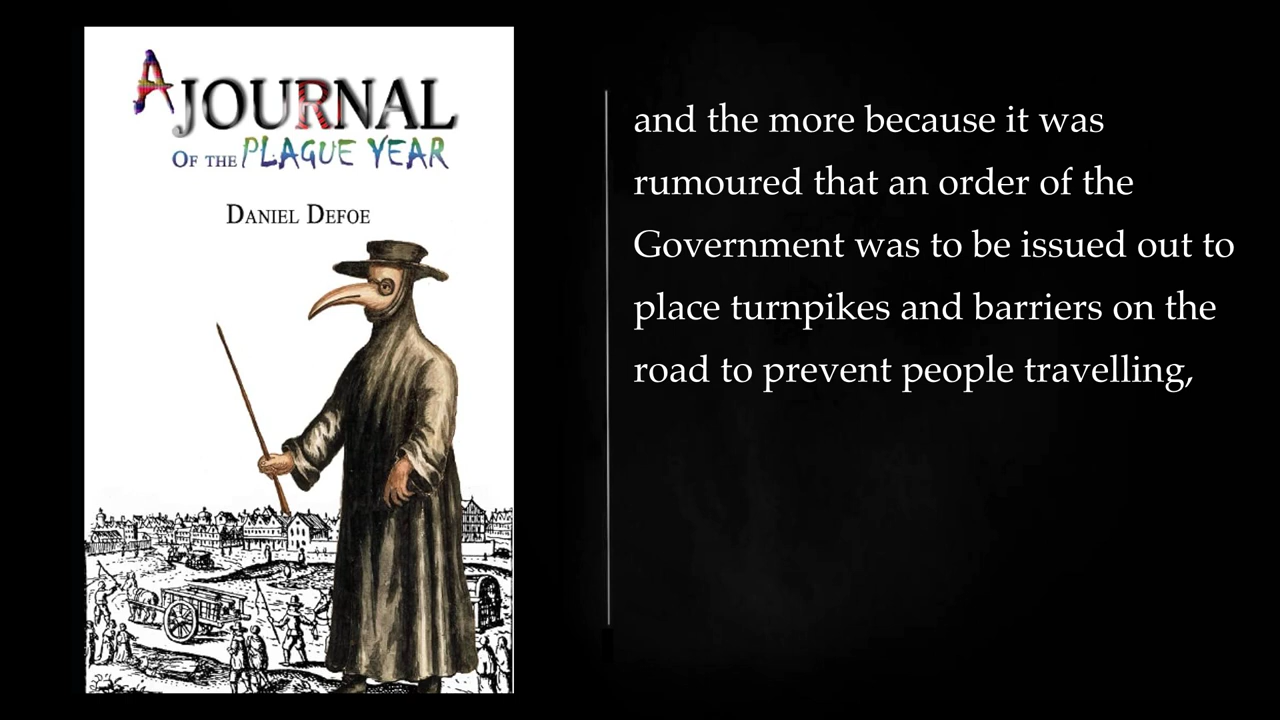 A JOURNAL
OF THE PLAGUE YEAR
DANIEL DEFOE
and the more because it was
rumoured that an order of the
Government was to be issued out to
place turnpikes and barriers on the
road to prevent people travelling,